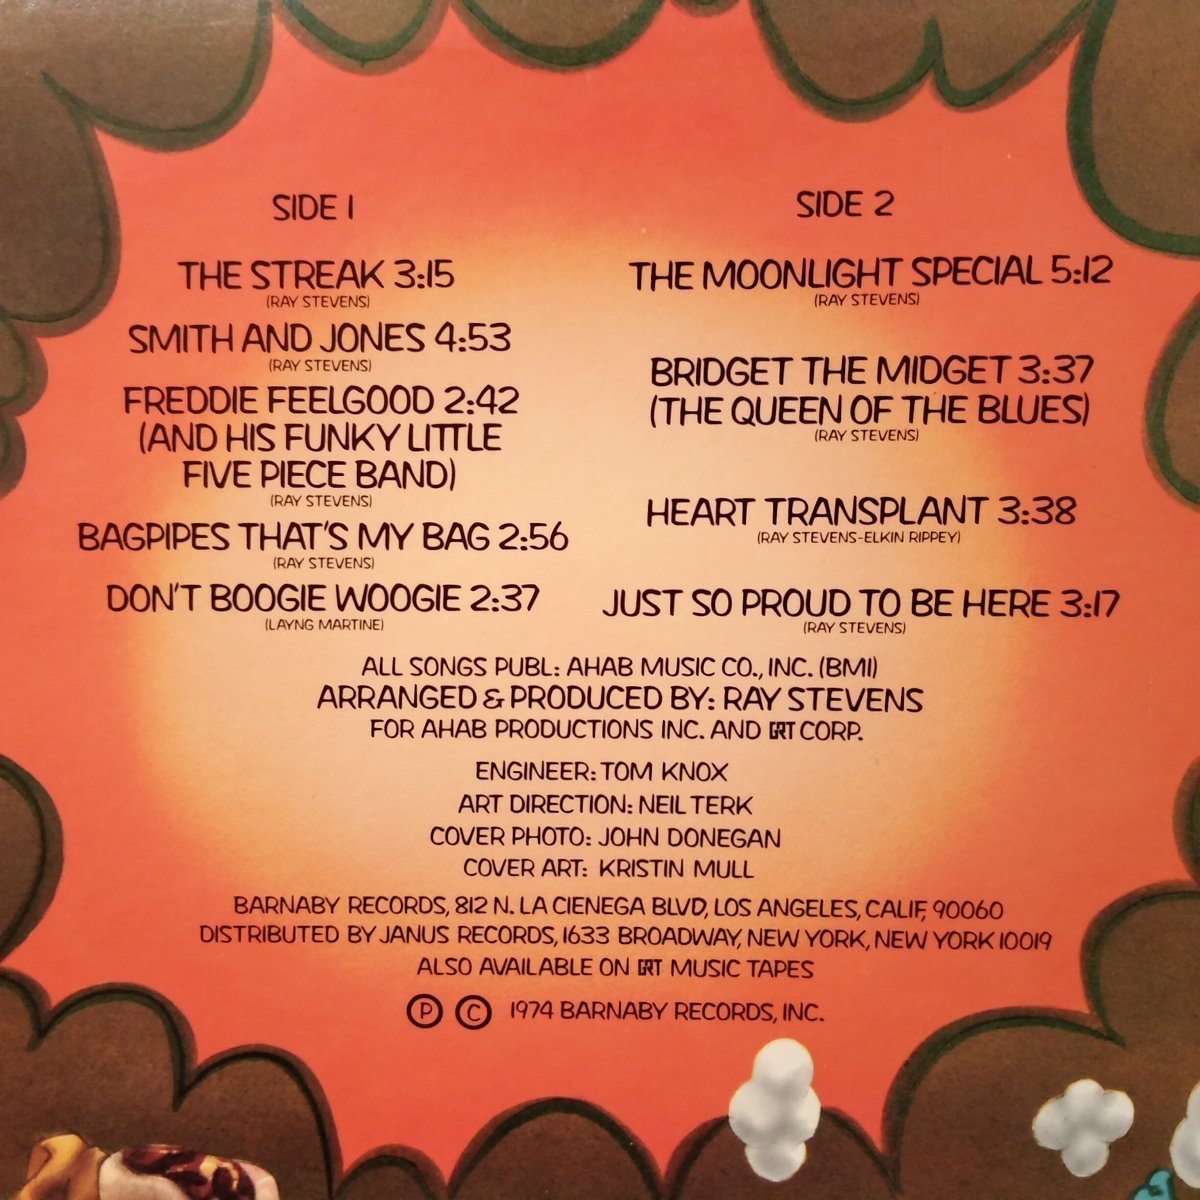 SIDE 1
THE STREAK 3:15
(RAY STEVENS)
SMITH AND JONES 4:53
(RAY STEVENS)
FREDDIE FEELGOOD 2:42
(AND HIS FUNKY LITTLE
FIVE PIECE BAND)
(RAY STEVENS)
BAGPIPES THAT'S MY BAG 2:56
(RAY STEVENS)
DON'T BOOGIE WOOGIE 2:37
(LAYNG MARTINE)
SIDE 2
THE MOONLIGHT SPECIAL 5:12
(RAY STEVENS)
BRIDGET THE MIDGET 3:37
(THE QUEEN OF THE BLUES)
(RAY STEVENS)
HEART TRANSPLANT 3:38
(RAY STEVENS-ELKIN RIPPEY)
JUST SO PROUD TO BE HERE 3:17
(RAY STEVENS)
ALL SONGS PUBL: AHAB MUSIC CO., INC. (BMI)
ARRANGED & PRODUCED BY: RAY STEVENS
FOR AHAB PRODUCTIONS INC. AND GRT CORP.
ENGINEER: TOM KNOX
ART DIRECTION: NEIL TERK
COVER PHOTO: JOHN DONEGAN
COVER ART: KRISTIN MULL
BARNABY RECORDS, 812 N. LA CIENEGA BLVD, LOS ANGELES, CALIF, 90060
DISTRIBUTED BY JANUS RECORDS, 1633 BROADWAY, NEW YORK, NEW YORK 10019
ALSO AVAILABLE ON GRT MUSIC TAPES
Ⓟ Ⓒ 1974 BARNABY RECORDS, INC.